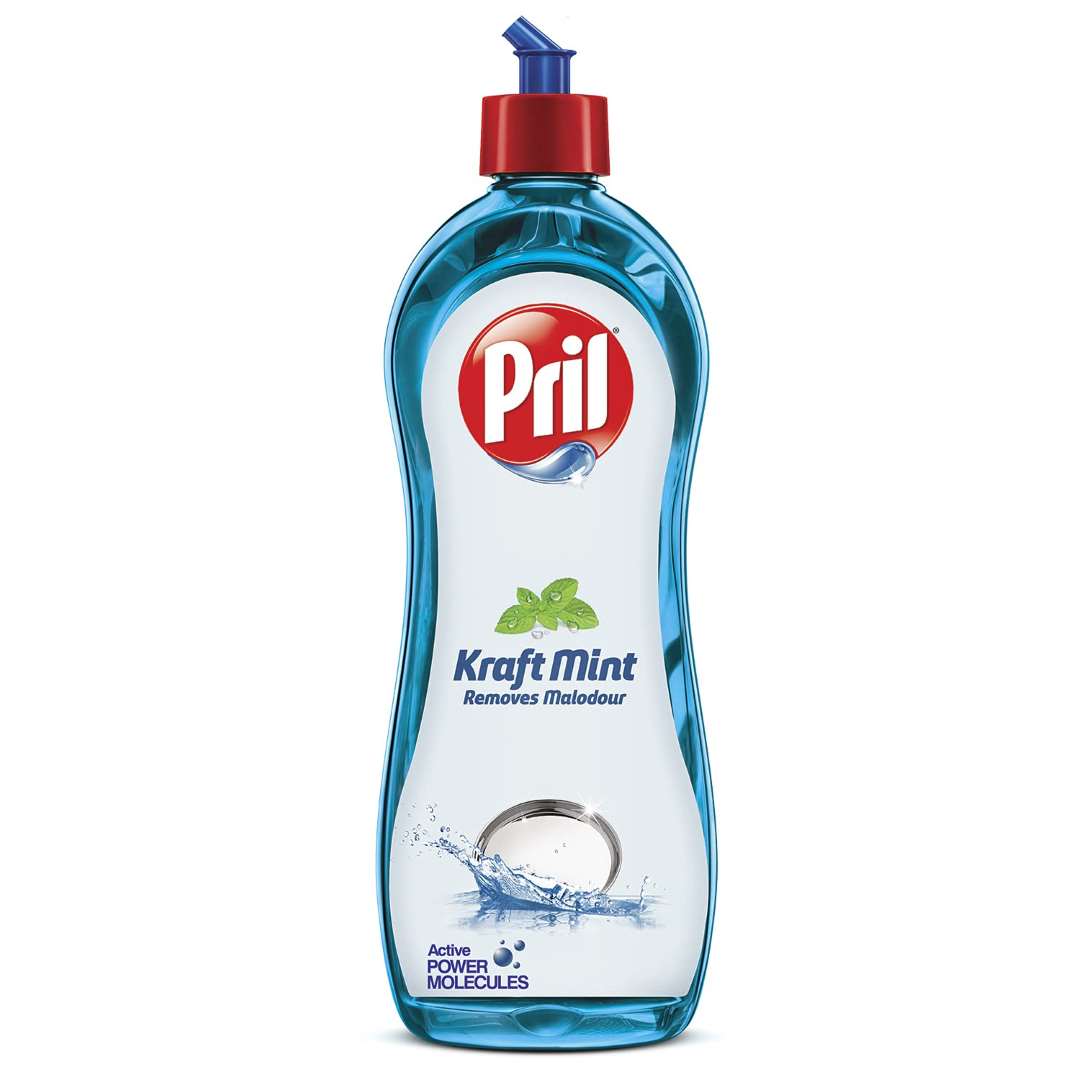 Pril®
Kraft Mint
Removes Malodour
Active
POWER
MOLECULES